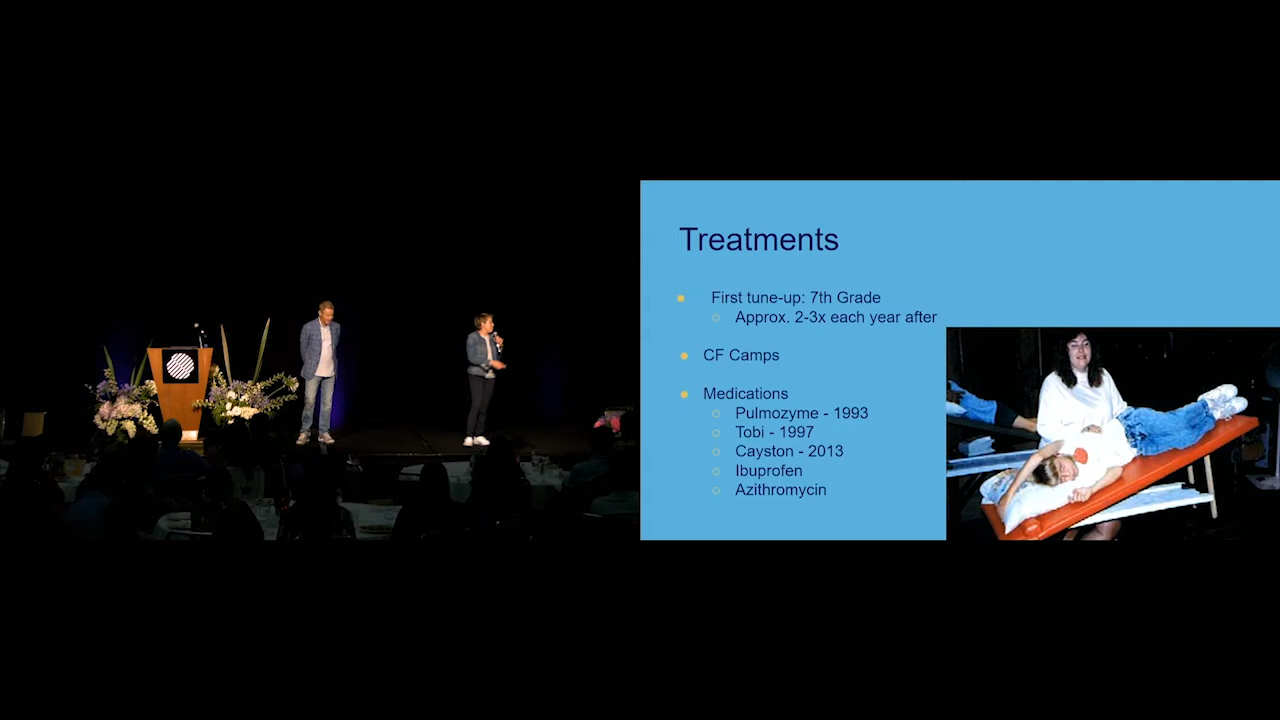 Treatments
First tune-up: 7th Grade
Approx. 2-3x each year after
CF Camps
Medications
Pulmozyme - 1993
Tobi - 1997
Cayston - 2013
Ibuprofen
Azithromycin